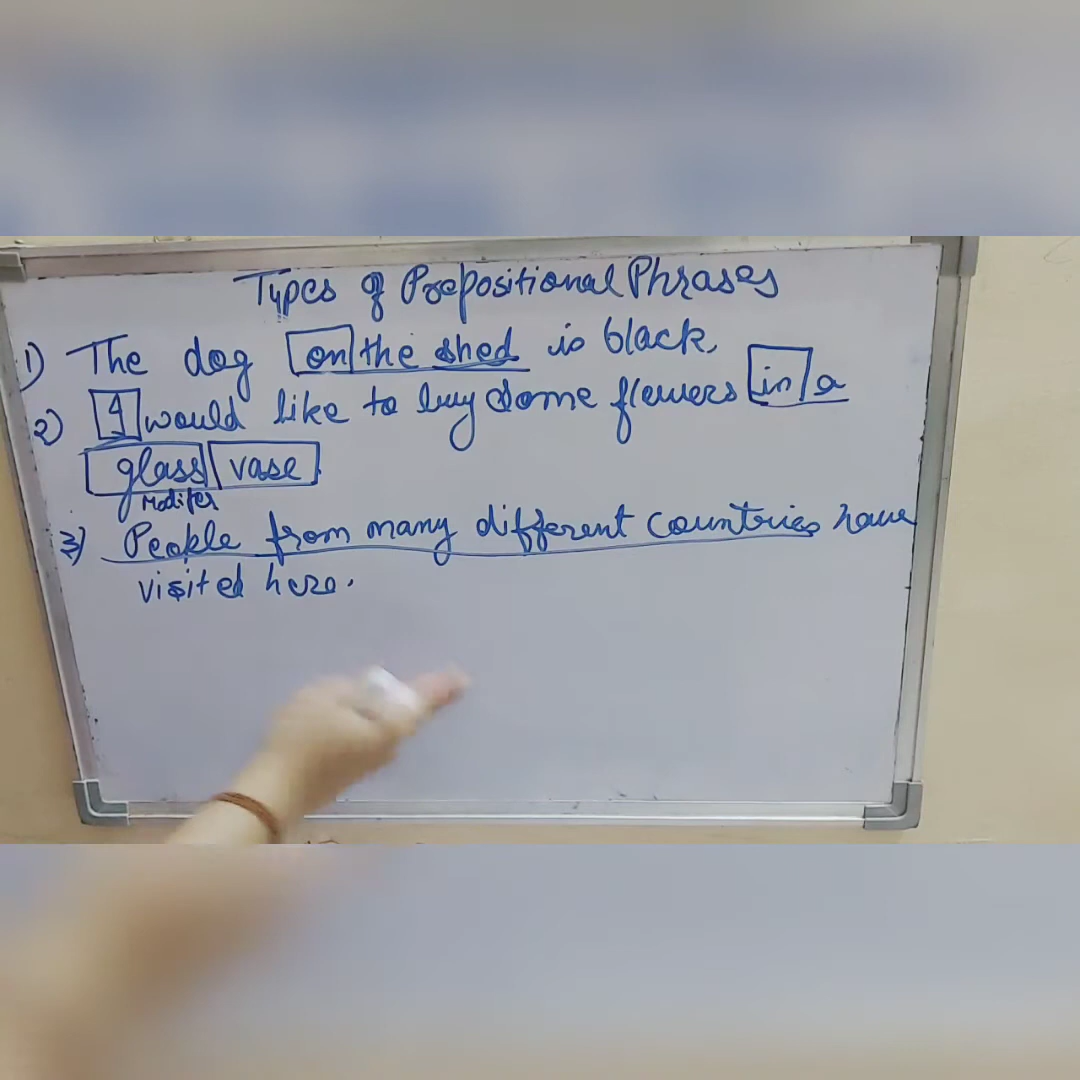 Types of Prepositional Phrases
1) The dog on the shed is black.
2) I would like to buy some flowers in a
glass vase.
Modifer
3) People from many different countries have
visited here.